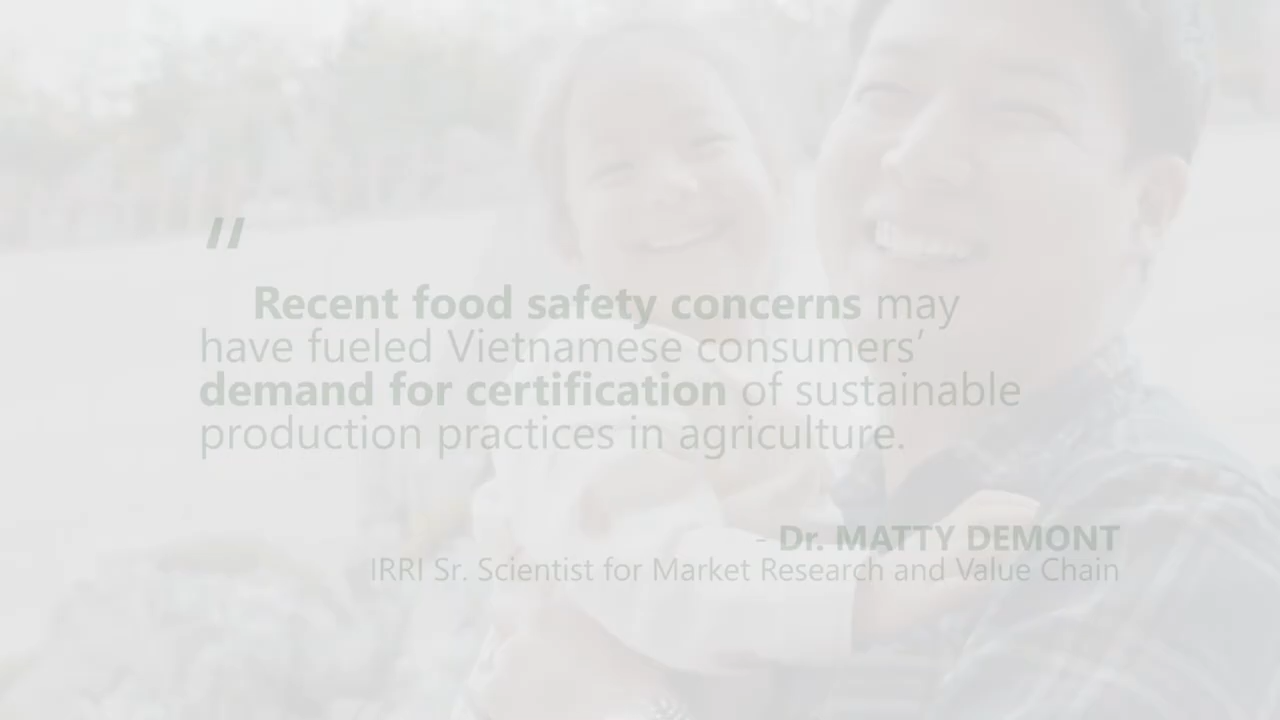 "
Recent food safety concerns may
have fueled Vietnamese consumers’
demand for certification of sustainable
production practices in agriculture.
- Dr. MATTY DEMONT
IRRI Sr. Scientist for Market Research and Value Chain